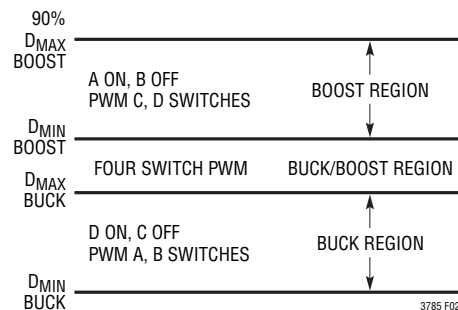 90%
DMAX
BOOST
A ON, B OFF
PWM C, D SWITCHES
BOOST REGION
DMIN
BOOST
FOUR SWITCH PWM
BUCK/BOOST REGION
DMAX
BUCK
D ON, C OFF
PWM A, B SWITCHES
BUCK REGION
DMIN
BUCK
3785 F02